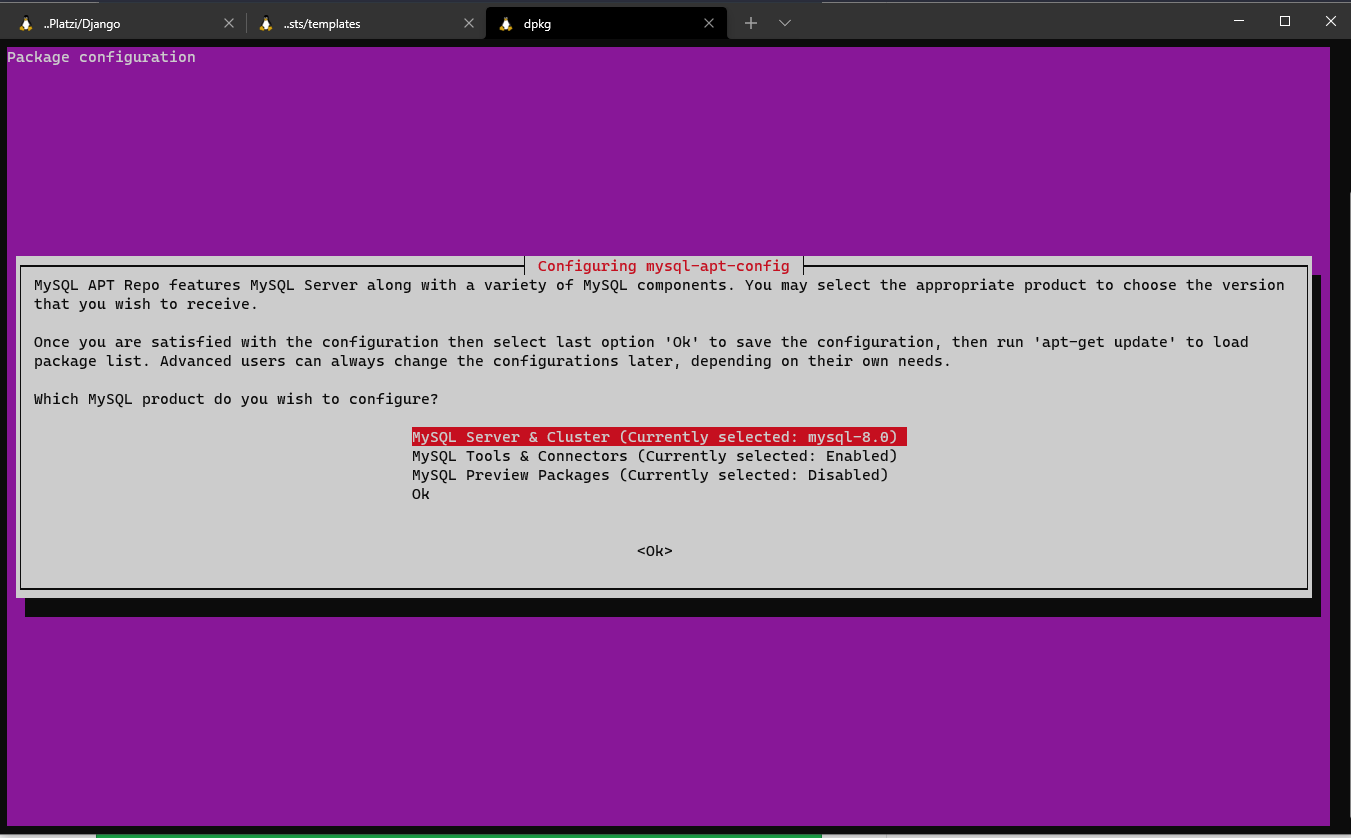 ..Platzi/Django
..sts/templates
dpkg
Package configuration
Configuring mysql-apt-config
MySQL APT Repo features MySQL Server along with a variety of MySQL components. You may select the appropriate product to choose the version
that you wish to receive.
Once you are satisfied with the configuration then select last option 'Ok' to save the configuration, then run 'apt-get update' to load
package list. Advanced users can always change the configurations later, depending on their own needs.
Which MySQL product do you wish to configure?
MySQL Server & Cluster (Currently selected: mysql-8.0)
MySQL Tools & Connectors (Currently selected: Enabled)
MySQL Preview Packages (Currently selected: Disabled)
Ok
<Ok>